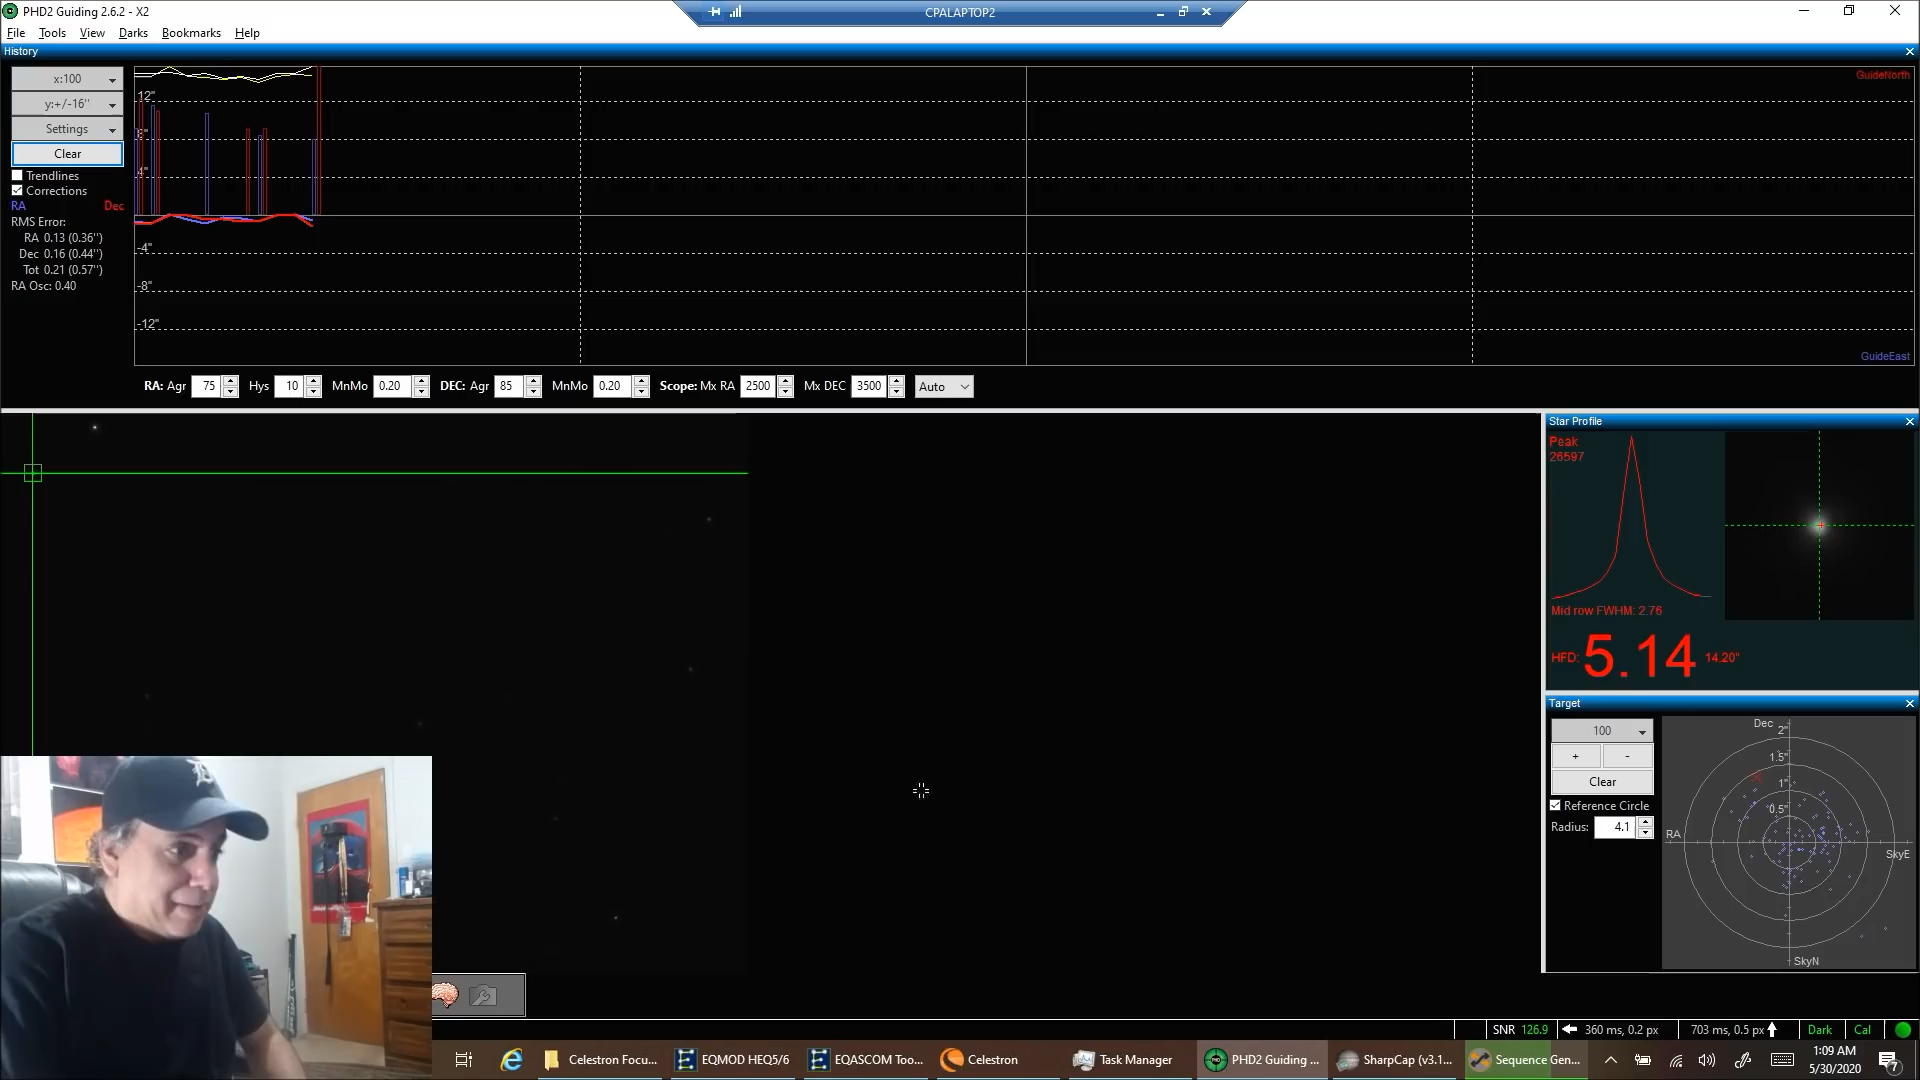 PHD2 Guiding 2.6.2 - X2
CPALAPTOP2
File Tools View Darks Bookmarks Help
History
x:100
y:+/-16''
Settings
Clear
Trendlines
Corrections
RA Dec
RMS Error:
RA 0.13 (0.36'')
Dec 0.16 (0.44'')
Tot 0.21 (0.57'')
RA Osc: 0.40
GuideNorth
12"
8"
4"
-4"
-8"
-12"
GuideEast
RA: Agr 75 Hys 10 MnMo 0.20 DEC: Agr 85 MnMo 0.20 Scope: Mx RA 2500 Mx DEC 3500 Auto
Star Profile
Peak
26597
Mid row FWHM: 2.76
HFD: 5.14 14.20"
Target
100
+ -
Clear
Reference Circle
Radius: 4.1
Dec
2"
1.5"
1"
0.5"
RA
SkyE
SkyN
SNR 126.9 360 ms, 0.2 px 703 ms, 0.5 px Dark Cal
Celestron Focu... EQMOD HEQ5/6 EQASCOM Too... Celestron Task Manager PHD2 Guiding ... SharpCap (v3.1... Sequence Gen...
1:09 AM
5/30/2020
7